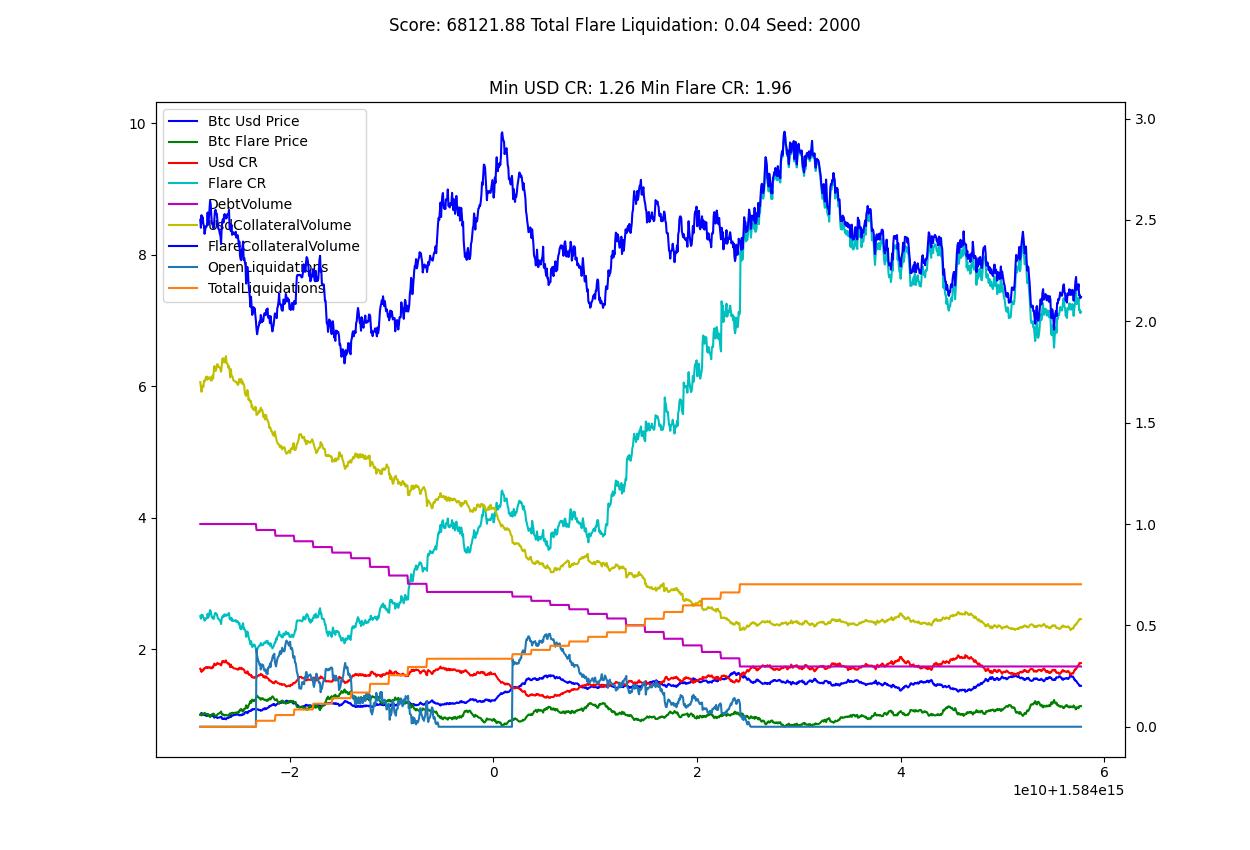 Score: 68121.88 Total Flare Liquidation: 0.04 Seed: 2000
Min USD CR: 1.26 Min Flare CR: 1.96
Btc Usd Price
Btc Flare Price
Usd CR
Flare CR
DebtVolume
UsdCollateralVolume
FlareCollateralVolume
OpenLiquidations
TotalLiquidations
10
8
6
4
2
3.0
2.5
2.0
1.5
1.0
0.5
0.0
−2 0 2 4 6
1e10+1.584e15